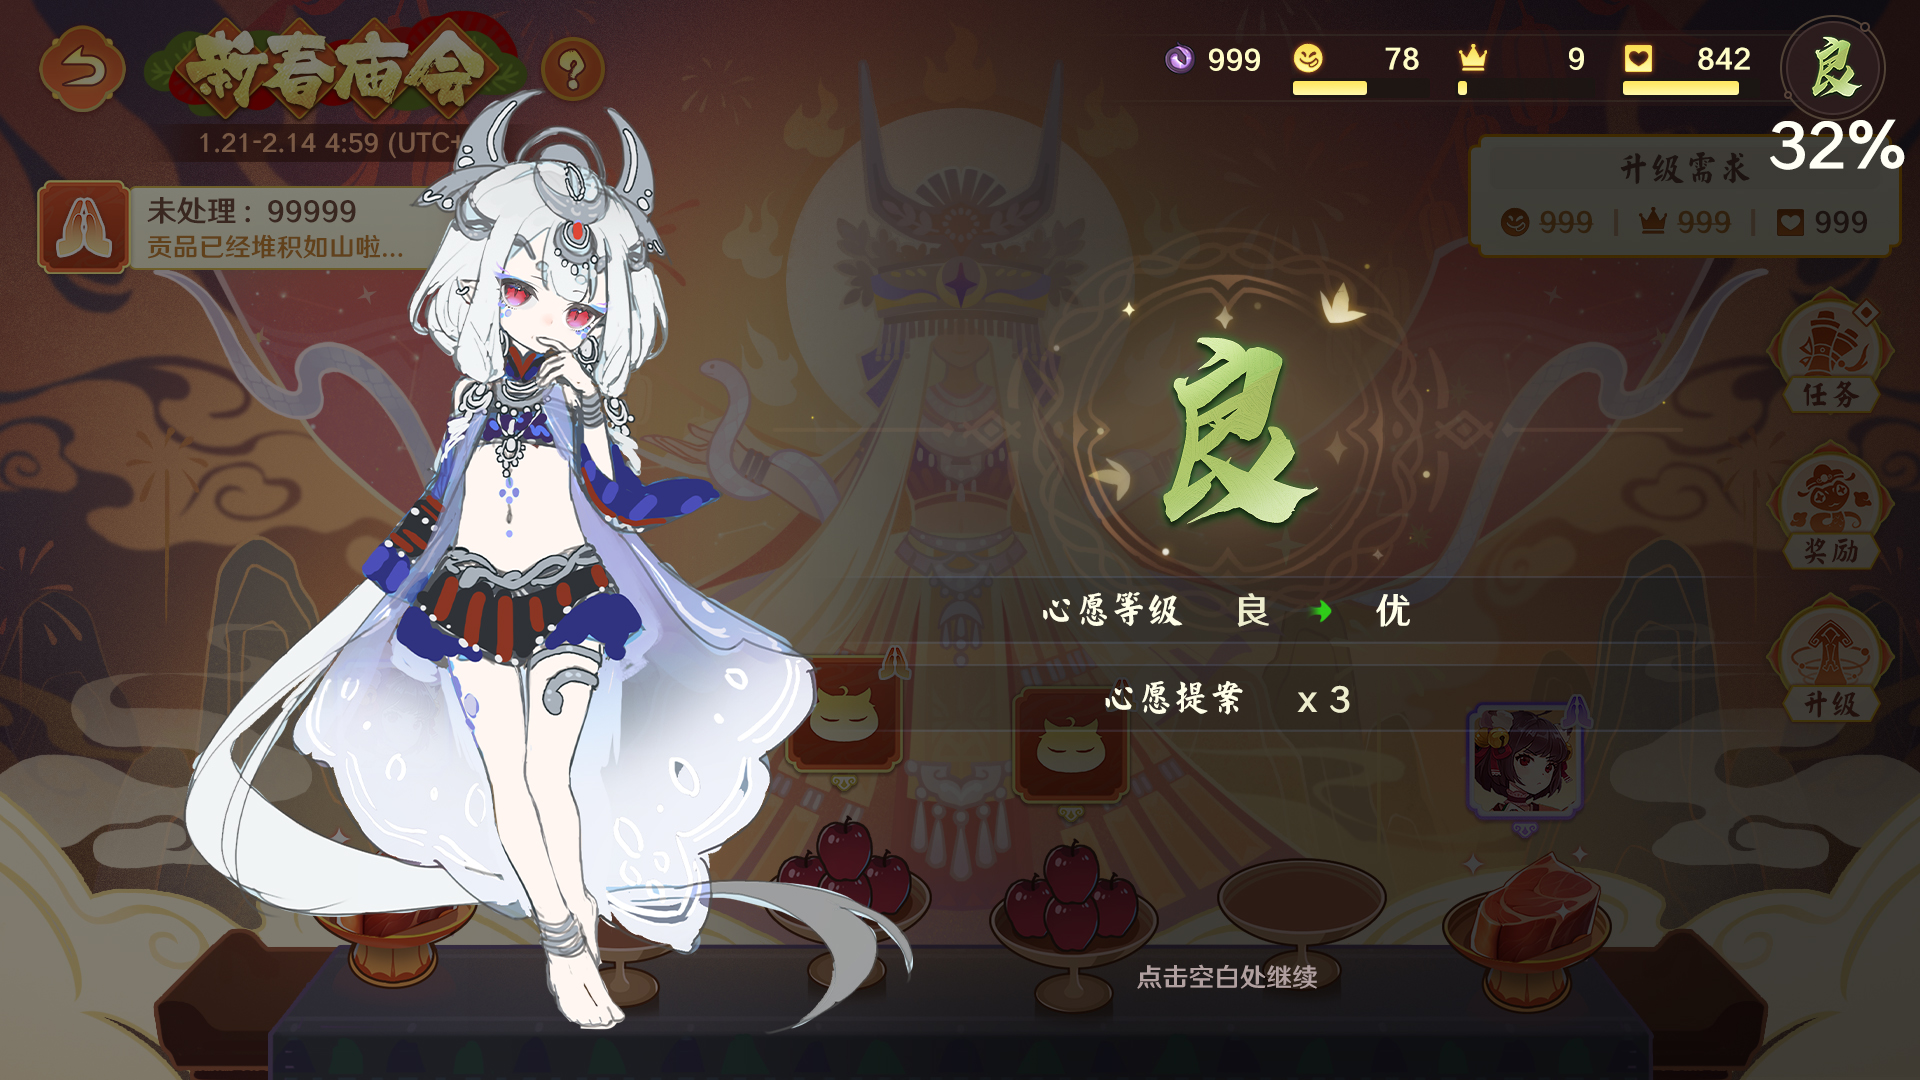 新春庙会
?
1.21-2.14 4:59 (UTC+
999
78
9
842
良
32%
未处理：99999
贡品已经堆积如山啦...
升级需求
999 | 999 | 999
任务
奖励
升级
良
心愿等级 良 → 优
心愿提案 x 3
点击空白处继续